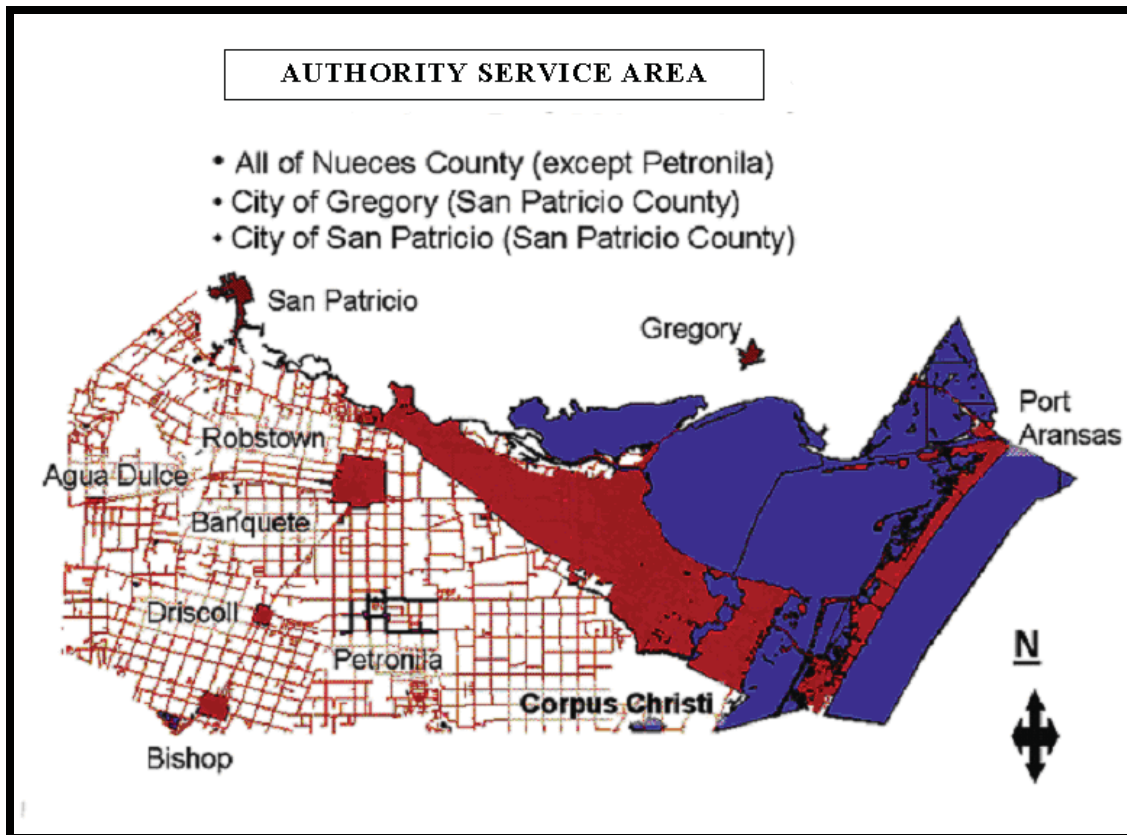 AUTHORITY SERVICE AREA
• All of Nueces County (except Petronila)
• City of Gregory (San Patricio County)
• City of San Patricio (San Patricio County)
San Patricio
Gregory
Port
Aransas
Robstown
Agua Dulce
Banquete
Driscoll
Petronila
Corpus Christi
N
Bishop